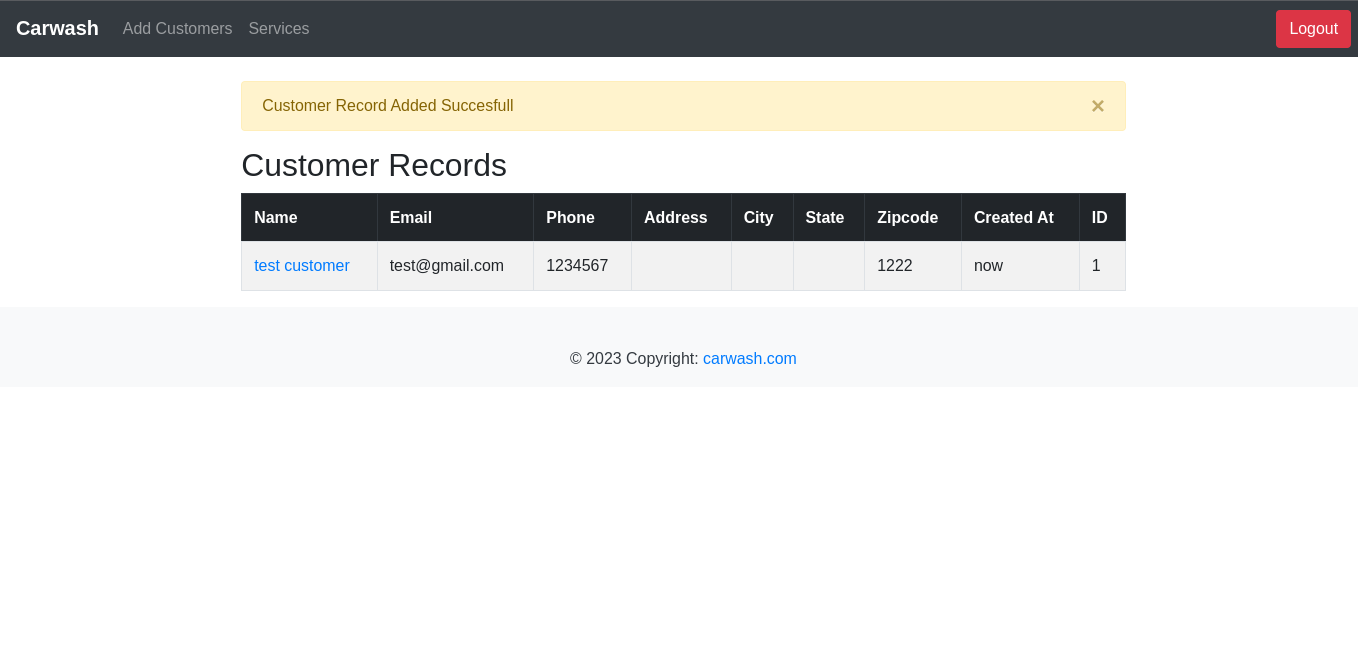 Carwash Add Customers Services Logout
Customer Record Added Succesfull ×
Customer Records
Name Email Phone Address City State Zipcode Created At ID
test customer test@gmail.com 1234567 1222 now 1
© 2023 Copyright: carwash.com